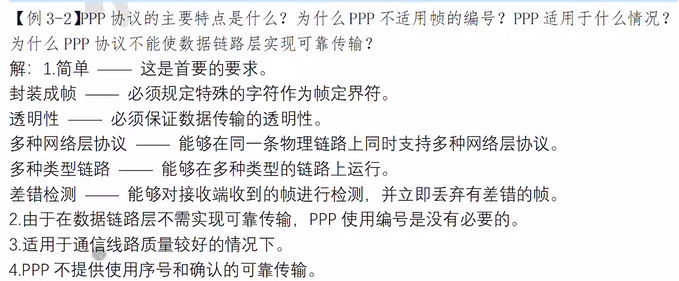 【例 3-2】PPP 协议的主要特点是什么？为什么PPP 不适用帧的编号？PPP 适用于什么情况？
为什么 PPP 协议不能使数据链路层实现可靠传输？
解：1.简单 —— 这是首要的要求。
封装成帧 —— 必须规定特殊的字符作为帧定界符。
透明性 —— 必须保证数据传输的透明性。
多种网络层协议 —— 能够在同一条物理链路上同时支持多种网络层协议。
多种类型链路 —— 能够在多种类型的链路上运行。
差错检测 —— 能够对接收端收到的帧进行检测，并立即丢弃有差错的帧。
2.由于在数据链路层不需实现可靠传输，PPP 使用编号是没有必要的。
3.适用于通信线路质量较好的情况下。
4.PPP 不提供使用序号和确认的可靠传输。